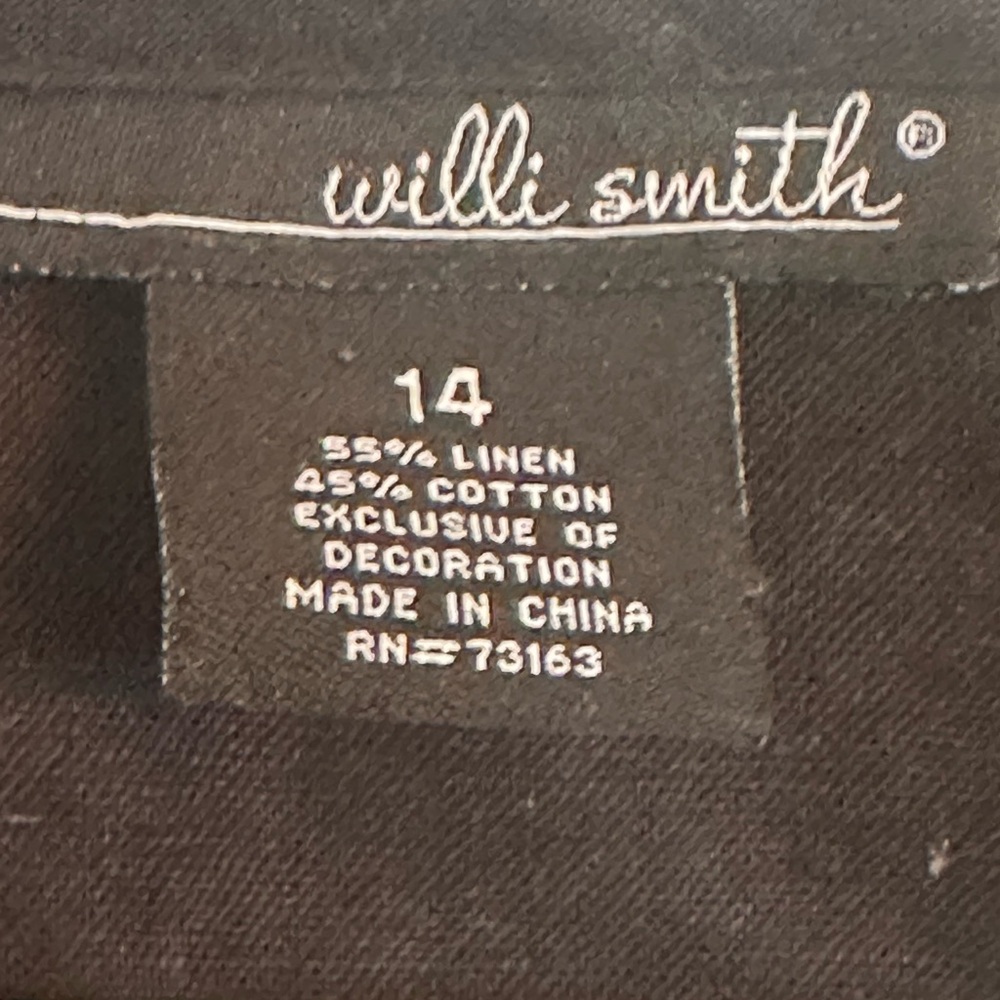 willi smith®
14
55% LINEN
45% COTTON
EXCLUSIVE OF
DECORATION
MADE IN CHINA
RN=73163